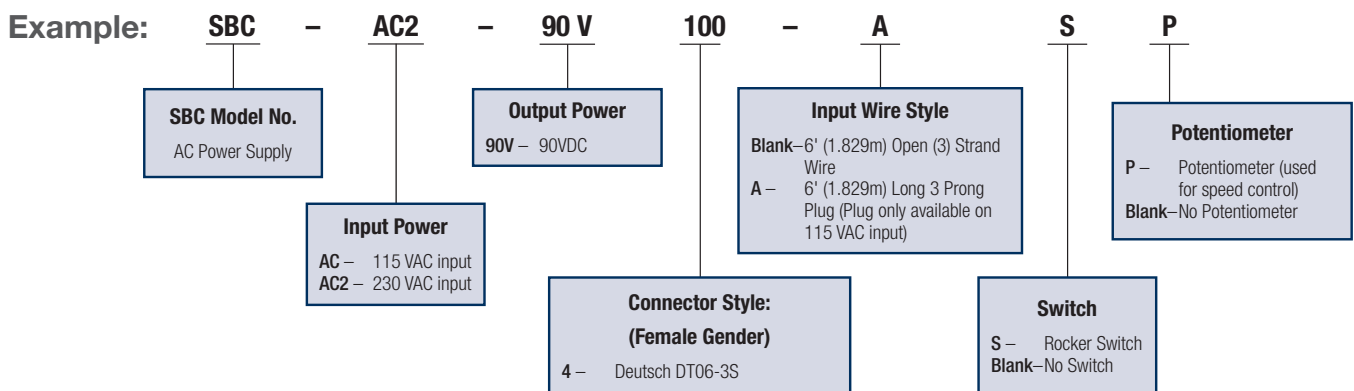 Example: SBC – AC2 – 90 V 100 – A S P
SBC Model No.
AC Power Supply
Input Power
AC – 115 VAC input
AC2 – 230 VAC input
Output Power
90V – 90VDC
Connector Style:
(Female Gender)
4 – Deutsch DT06-3S
Input Wire Style
Blank–6' (1.829m) Open (3) Strand
Wire
A – 6' (1.829m) Long 3 Prong
Plug (Plug only available on
115 VAC input)
Switch
S – Rocker Switch
Blank–No Switch
Potentiometer
P – Potentiometer (used
for speed control)
Blank–No Potentiometer